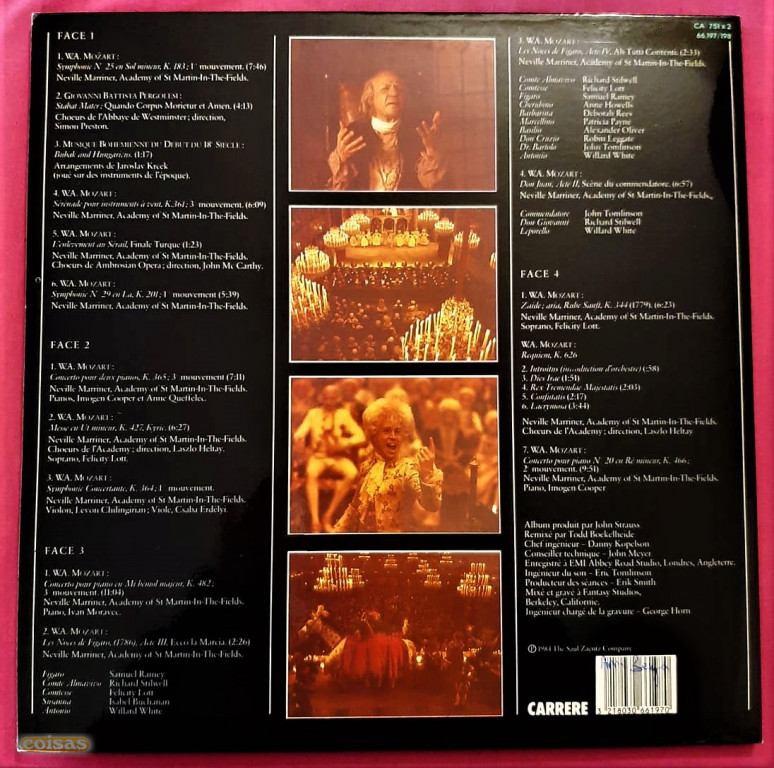 FACE 1
1. W.A. MOZART :
Symphonie N° 25 en Sol mineur, K. 183 ; 1er mouvement. (7:46)
Neville Marriner, Academy of St Martin-In-The-Fields.
2. GIOVANNI BATTISTA PERGOLESI :
Stabat Mater ; Quando Corpus Morietur et Amen. (4:13)
Choeurs de l'Abbaye de Westminster ; direction,
Simon Preston.
3. MUSIQUE BOHEMIENNE DU DEBUT DU 18e SIECLE :
Bubak and Hungaricus. (1:17)
Arrangements de Jaroslav Krcek
(joué sur des instruments de l'époque).
4. W.A. MOZART :
Sérénade pour instruments à vent, K.361 ; 3e mouvement. (6:09)
Neville Marriner, Academy of St Martin-In-The-Fields.
5. W.A. MOZART :
L'enlèvement au Sérail, Finale Turque (1:23)
Neville Marriner, Academy of St Martin-In-The-Fields.
Choeurs de Ambrosian Opera ; direction, John Mc Carthy.
6. W.A. MOZART :
Symphonie N° 29 en La, K. 201 ; 1er mouvement (5:39)
Neville Marriner, Academy of St Martin-In-The-Fields.
FACE 2
1. W.A. MOZART :
Concerto pour deux pianos, K. 365 ; 3e mouvement (7:11)
Neville Marriner, Academy of St Martin-In-The-Fields.
Pianos, Imogen Cooper et Anne Queffelec.
2. W.A. MOZART :
Messe en Ut mineur, K. 427, Kyrie. (6:27)
Neville Marriner, Academy of St Martin-In-The-Fields.
Choeurs de l'Academy ; direction, Laszlo Heltay.
Soprano, Felicity Lott.
3. W.A. MOZART :
Symphonie Concertante, K. 364 ; 1er mouvement.
Neville Marriner, Academy of St Martin-In-The-Fields.
Violon, Levon Chilingirian ; Viole, Csaba Erdelyi.
FACE 3
1. W.A. MOZART :
Concerto pour piano en Mi bémol majeur, K. 482 ;
3e mouvement. (11:04)
Neville Marriner, Academy of St Martin-In-The-Fields.
Piano, Ivan Moravec.
2. W.A. MOZART :
Les Noces de Figaro, (1786), Acte III, Ecco la Marcia. (2:26)
Neville Marriner, Academy of St Martin-In-The-Fields.
Figaro Samuel Ramey
Comte Almaviva Richard Stilwell
Comtesse Felicity Lott
Susanna Isabel Buchanan
Antonio Willard White
CA 751 x 2
66.197/198
3. W.A. MOZART :
Les Noces de Figaro, Acte IV, Ah Tutti Contenti. (2:33)
Neville Marriner, Academy of St Martin-In-The-Fields.
Comte Almaviva Richard Stilwell
Comtesse Felicity Lott
Figaro Samuel Ramey
Cherubino Anne Howells
Barbarina Deborah Rees
Marcellina Patricia Payne
Basilio Alexander Oliver
Don Curzio Robin Leggate
Dr. Bartolo John Tomlinson
Antonio Willard White
4. W.A. MOZART :
Don Juan, Acte II, Scène du commendatore. (6:57)
Neville Marriner, Academy of St Martin-In-The-Fields.
Commendatore John Tomlinson
Don Giovanni Richard Stilwell
Leporello Willard White
FACE 4
1. W.A. MOZART :
Zaide ; aria, Ruhe Sanft, K. 344 (1779). (6:23)
Neville Marriner, Academy of St Martin-In-The-Fields.
Soprano, Felicity Lott.
W.A. MOZART :
Requiem, K. 626
2. Introitus (introduction d'orchestre) (:58)
3. Dies Irae (1:51)
4. Rex Tremendae Majestatis (2:03)
5. Confutatis (2:17)
6. Lacrymosa (3:44)
Neville Marriner, Academy of St Martin-In-The-Fields.
Choeurs de l'Academy ; direction, Laszlo Heltay
7. W.A. MOZART :
Concerto pour piano N° 20 en Ré mineur, K. 466 ;
2e mouvement. (9:51)
Neville Marriner, Academy of St Martin-In-The-Fields.
Piano, Imogen Cooper
Album produit par John Strauss
Remixé par Todd Boekelheide
Chef ingenieur – Danny Kopelson
Conseiller technique – John Meyer
Enregistré à EMI Abbey Road Studio, Londres, Angleterre.
Ingénieur du son – Eric Tomlinson
Producteur des séances – Erik Smith
Mixé et gravé à Fantasy Studios,
Berkeley, Californie.
Ingénieur chargé de la gravure – George Horn
℗ 1984 The Saul Zaentz Company
CARRERE
3 218030 661970
coisas